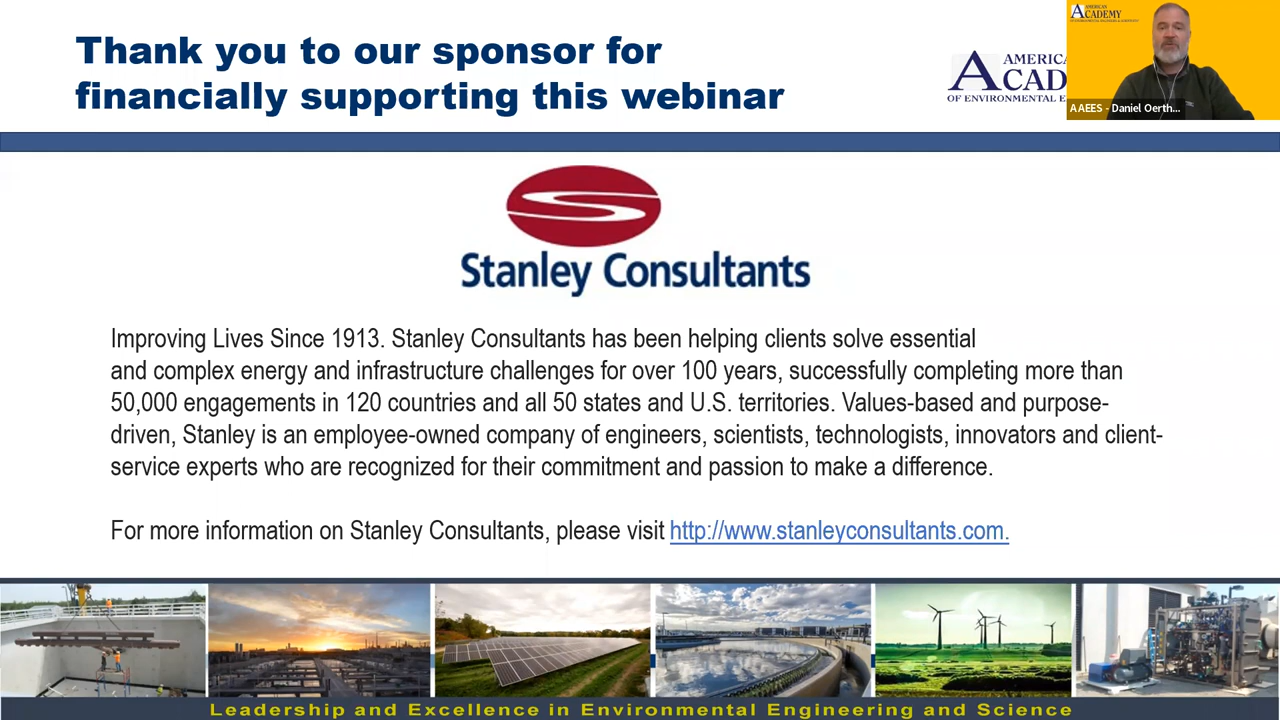 Thank you to our sponsor for
financially supporting this webinar
AMERICA
ACAD
OF ENVIRONMENTAL E
AMERICAN
ACADEMY
AAEES - Daniel Oerth...
Stanley Consultants
Improving Lives Since 1913. Stanley Consultants has been helping clients solve essential
and complex energy and infrastructure challenges for over 100 years, successfully completing more than
50,000 engagements in 120 countries and all 50 states and U.S. territories. Values-based and purpose-
driven, Stanley is an employee-owned company of engineers, scientists, technologists, innovators and client-
service experts who are recognized for their commitment and passion to make a difference.
For more information on Stanley Consultants, please visit http://www.stanleyconsultants.com.
Leadership and Excellence in Environmental Engineering and Science